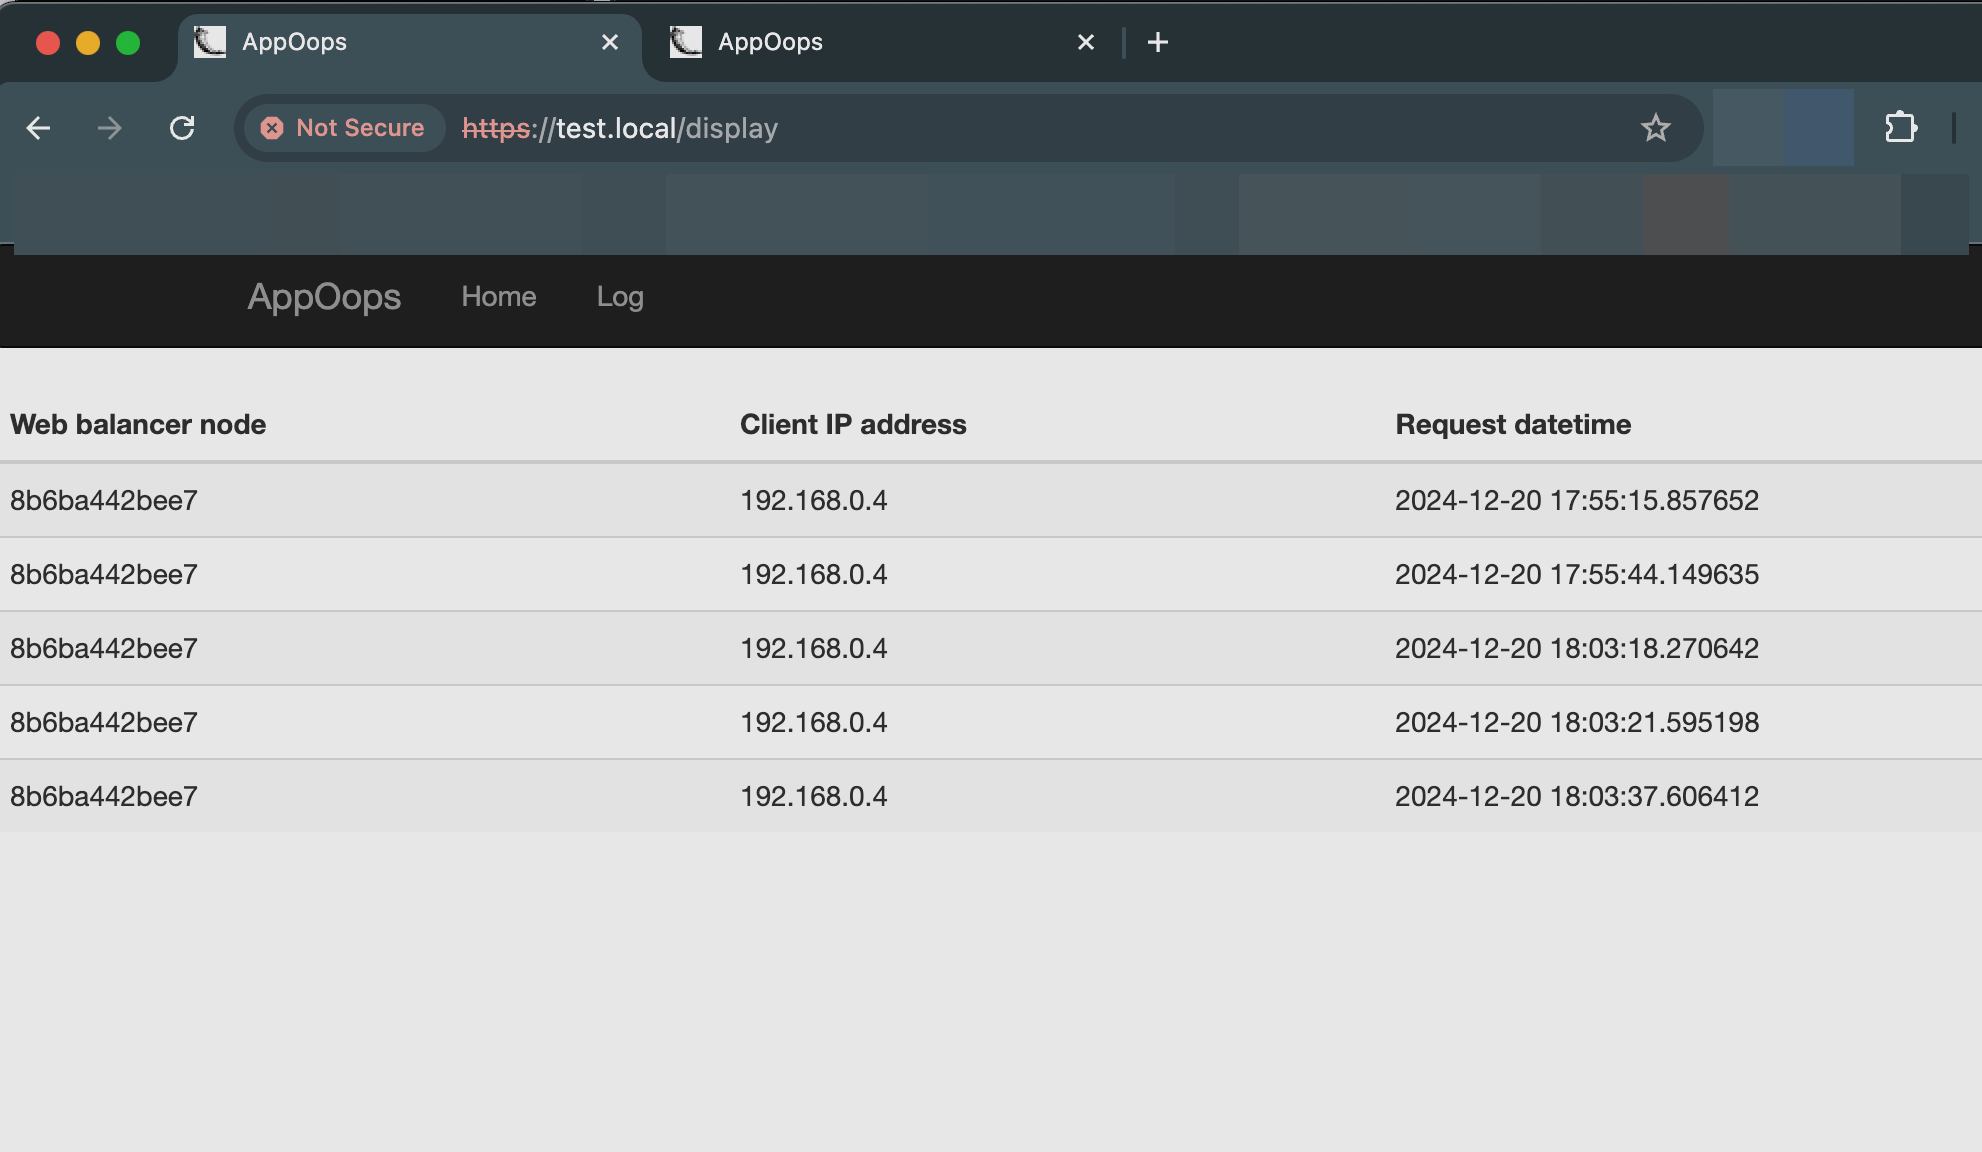 AppOops
AppOops
Not Secure https://test.local/display
AppOops Home Log
Web balancer node Client IP address Request datetime
8b6ba442bee7 192.168.0.4 2024-12-20 17:55:15.857652
8b6ba442bee7 192.168.0.4 2024-12-20 17:55:44.149635
8b6ba442bee7 192.168.0.4 2024-12-20 18:03:18.270642
8b6ba442bee7 192.168.0.4 2024-12-20 18:03:21.595198
8b6ba442bee7 192.168.0.4 2024-12-20 18:03:37.606412